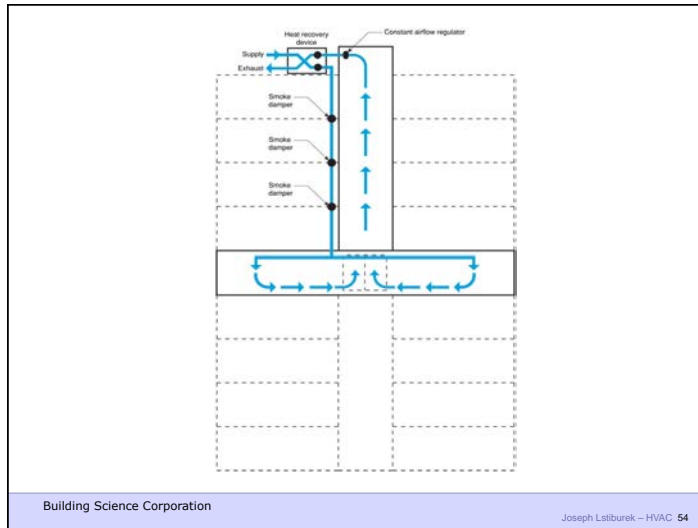 Heat recovery
device
Constant airflow regulator
Supply
Exhaust
Smoke
damper
Smoke
damper
Smoke
damper
Building Science Corporation
Joseph Lstiburek – HVAC 54